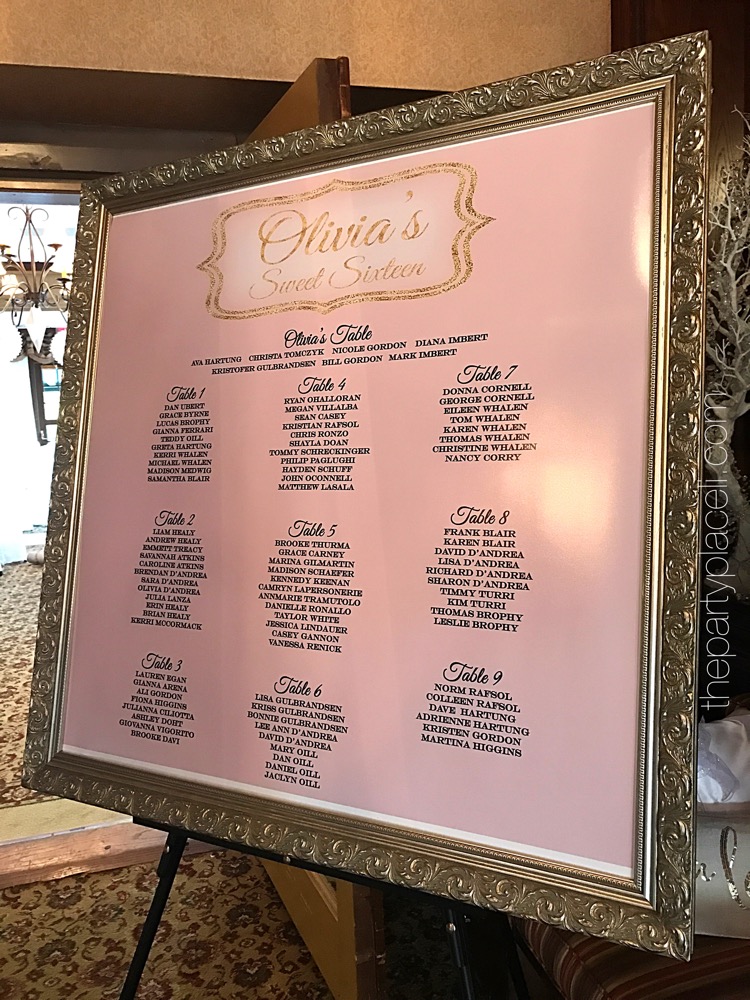 Olivia's
Sweet Sixteen
Olivia's Table
AVA HARTUNG CHRISTA TOMCZYK NICOLE GORDON DIANA IMBERT
KRISTOFER GULBRANDSEN BILL GORDON MARK IMBERT
Table 1
DAN UBERT
GRACE BYRNE
LUCAS BROPHY
GIANNA FERRARI
TEDDY OILL
GRETA HARTUNG
KERRI WHALEN
MICHAEL WHALEN
MADISON MEDWIG
SAMANTHA BLAIR
Table 2
LIAM HEALY
ANDREW HEALY
EMMETT TREACY
SAVANNAH ATKINS
CAROLINE ATKINS
BRENDAN D'ANDREA
SARA D'ANDREA
OLIVIA D'ANDREA
JULIA LANZA
ERIN HEALY
BRIAN HEALY
KERRI MCCORMACK
Table 3
LAUREN EGAN
GIANNA ARENA
ALI GORDON
FIONA HIGGINS
JULIANNA CILIOTTA
ASHLEY DOHT
GIOVANNA VIGORITO
BROOKE DAVI
Table 4
RYAN OHALLORAN
MEGAN VILLALBA
SEAN CASEY
KRISTIAN RAFSOL
CHRIS RONZO
SHAYLA DOAN
TOMMY SCHRECKINGER
PHILIP PAGLUGHI
HAYDEN SCHUFF
JOHN OCONNELL
MATTHEW LASALA
Table 5
BROOKE THURMA
GRACE CARNEY
MARINA GILMARTIN
MADISON SCHAEFER
KENNEDY KEENAN
CAMRYN LAPERSONERIE
ANNMARIE TRAMUTOLO
DANIELLE RONALLO
TAYLOR WHITE
JESSICA LINDAUER
CASEY GANNON
VANESSA RENICK
Table 6
LISA GULBRANDSEN
KRISS GULBRANDSEN
BONNIE GULBRANDSEN
LEE ANN D'ANDREA
DAVID D'ANDREA
MARY OILL
DAN OILL
DANIEL OILL
JACLYN OILL
Table 7
DONNA CORNELL
GEORGE CORNELL
EILEEN WHALEN
TOM WHALEN
KAREN WHALEN
THOMAS WHALEN
CHRISTINE WHALEN
NANCY CORRY
Table 8
FRANK BLAIR
KAREN BLAIR
DAVID D'ANDREA
LISA D'ANDREA
RICHARD D'ANDREA
SHARON D'ANDREA
TIMMY TURRI
KIM TURRI
THOMAS BROPHY
LESLIE BROPHY
Table 9
NORM RAFSOL
COLLEEN RAFSOL
DAVE HARTUNG
ADRIENNE HARTUNG
KRISTEN GORDON
MARTINA HIGGINS
thepartyplaceli.com